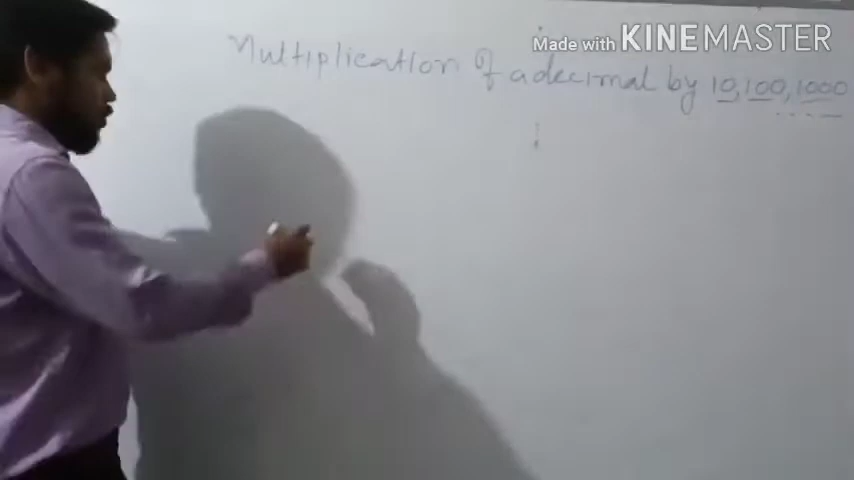 Made with KINEMASTER
Multiplication of a decimal by 10, 100, 1000